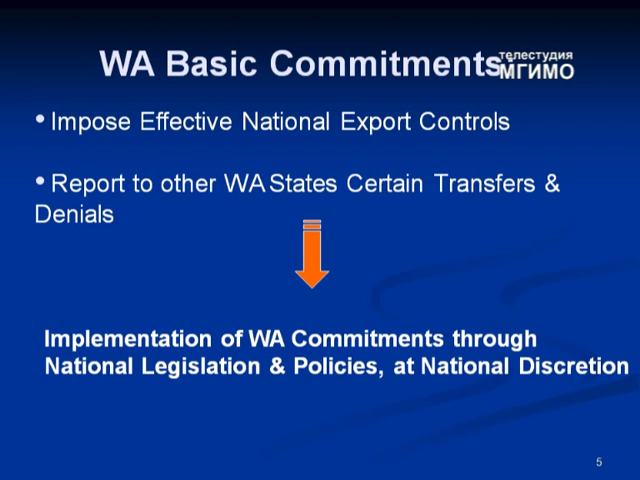 WA Basic Commitments
телестудия
МГИМО
• Impose Effective National Export Controls
• Report to other WA States Certain Transfers &
Denials
Implementation of WA Commitments through
National Legislation & Policies, at National Discretion
5